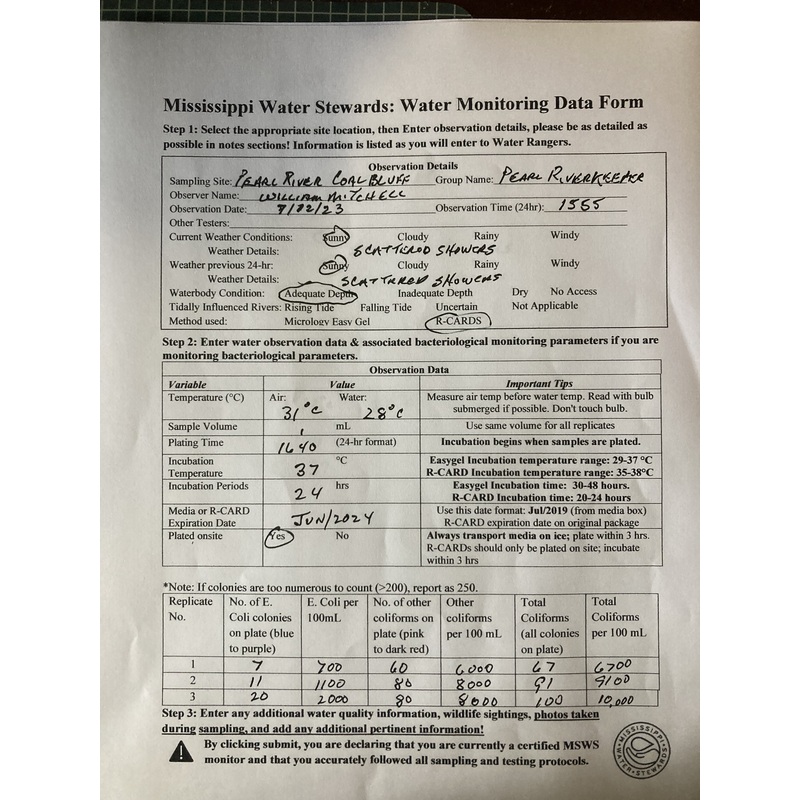 Mississippi Water Stewards: Water Monitoring Data Form
Step 1: Select the appropriate site location, then Enter observation details, please be as detailed as
possible in notes sections! Information is listed as you will enter to Water Rangers.
Observation Details
Sampling Site: PEARL RIVER COAL BLUFF Group Name: PEARL RIVERKEEPER
Observer Name: WILLIAM MITCHELL
Observation Date: 7/22/23 Observation Time (24hr): 1555
Other Testers:
Current Weather Conditions: Sunny Cloudy Rainy Windy
Weather Details: SCATTEROD SHOWERS
Weather previous 24-hr: Sunny Cloudy Rainy Windy
Weather Details: SCATTRRED SHOWERS
Waterbody Condition: Adequate Depth Inadequate Depth Dry No Access
Tidally Influenced Rivers: Rising Tide Falling Tide Uncertain Not Applicable
Method used: Micrology Easy Gel R-CARDS
Step 2: Enter water observation data & associated bacteriological monitoring parameters if you are
monitoring bacteriological parameters.
Observation Data
Variable Value Important Tips
Temperature (°C) Air: Water: Measure air temp before water temp. Read with bulb
31°C 28°C submerged if possible. Don't touch bulb.
Sample Volume 1 mL Use same volume for all replicates
Plating Time 1640 (24-hr format) Incubation begins when samples are plated.
Incubation °C Easygel Incubation temperature range: 29-37 °C
Temperature 37 R-CARD Incubation temperature range: 35-38°C
Incubation Periods 24 hrs Easygel Incubation time: 30-48 hours.
R-CARD Incubation time: 20-24 hours
Media or R-CARD JUN/2024 Use this date format: Jul/2019 (from media box)
Expiration Date R-CARD expiration date on original package
Plated onsite Yes No Always transport media on ice; plate within 3 hrs.
R-CARDs should only be plated on site; incubate
within 3 hrs
*Note: If colonies are too numerous to count (>200), report as 250.
Replicate No. of E. E. Coli per No. of other Other Total Total
No. Coli colonies 100mL coliforms on coliforms Coliforms Coliforms
on plate (blue plate (pink per 100 mL (all colonies per 100 mL
to purple) to dark red) on plate)
1 7 700 60 6000 67 6700
2 11 1100 80 8000 91 9100
3 20 2000 80 8000 100 10,000
Step 3: Enter any additional water quality information, wildlife sightings, photos taken
during sampling, and add any additional pertinent information!
By clicking submit, you are declaring that you are currently a certified MSWS
monitor and that you accurately followed all sampling and testing protocols.
MISSISSIPPI
WATER STEWARDS